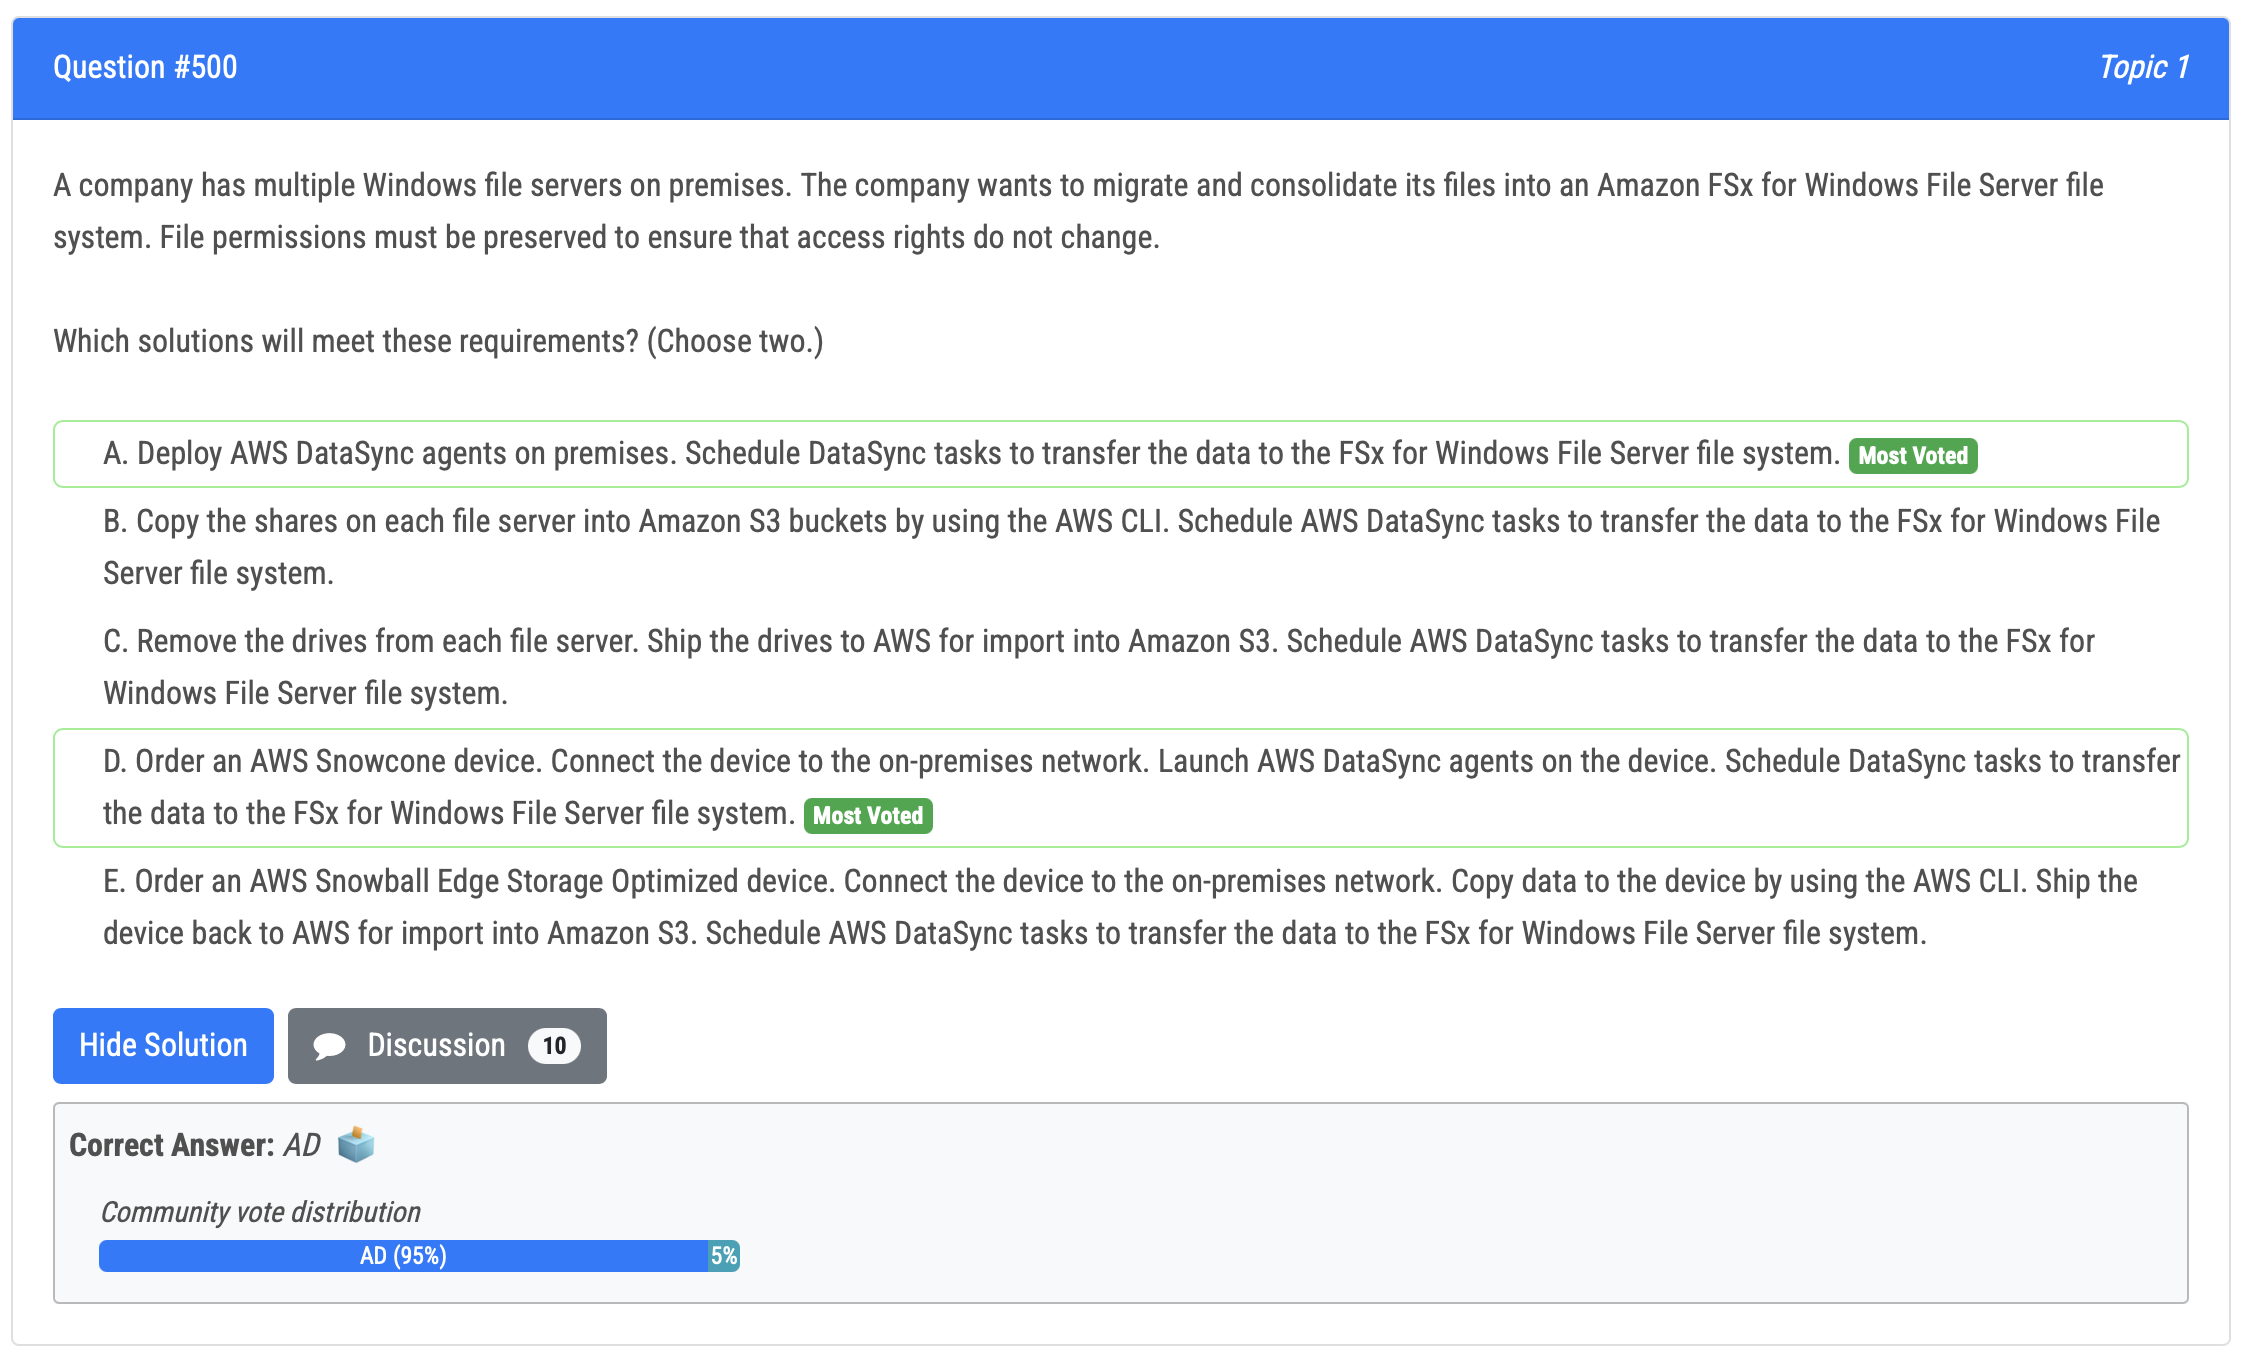 Question #500
Topic 1
A company has multiple Windows file servers on premises. The company wants to migrate and consolidate its files into an Amazon FSx for Windows File Server file
system. File permissions must be preserved to ensure that access rights do not change.
Which solutions will meet these requirements? (Choose two.)
A. Deploy AWS DataSync agents on premises. Schedule DataSync tasks to transfer the data to the FSx for Windows File Server file system. Most Voted
B. Copy the shares on each file server into Amazon S3 buckets by using the AWS CLI. Schedule AWS DataSync tasks to transfer the data to the FSx for Windows File
Server file system.
C. Remove the drives from each file server. Ship the drives to AWS for import into Amazon S3. Schedule AWS DataSync tasks to transfer the data to the FSx for
Windows File Server file system.
D. Order an AWS Snowcone device. Connect the device to the on-premises network. Launch AWS DataSync agents on the device. Schedule DataSync tasks to transfer
the data to the FSx for Windows File Server file system. Most Voted
E. Order an AWS Snowball Edge Storage Optimized device. Connect the device to the on-premises network. Copy data to the device by using the AWS CLI. Ship the
device back to AWS for import into Amazon S3. Schedule AWS DataSync tasks to transfer the data to the FSx for Windows File Server file system.
Hide Solution
Discussion 10
Correct Answer: AD
Community vote distribution
AD (95%)
5%